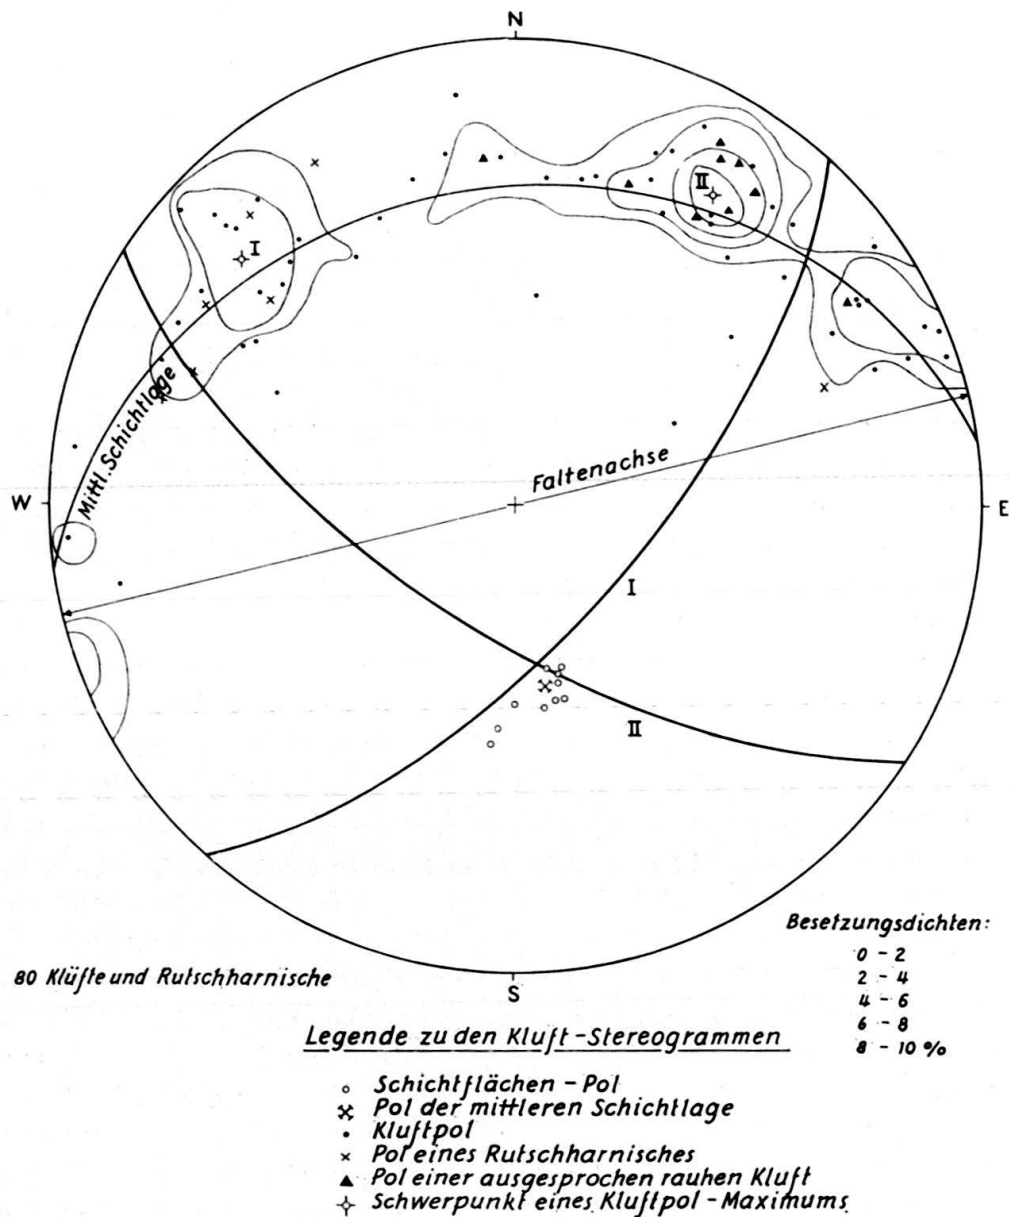 N
II
I
Mittl. Schichtlage
Faltenachse
W
E
I
II
S
Besetzungsdichten:
0 - 2
2 - 4
4 - 6
6 - 8
8 - 10 %
80 Klüfte und Rutschharnische
Legende zu den Kluft-Stereogrammen
Schichtflächen - Pol
Pol der mittleren Schichtlage
Kluftpol
Pol eines Rutschharnisches
Pol einer ausgesprochen rauhen Kluft
Schwerpunkt eines Kluftpol - Maximums